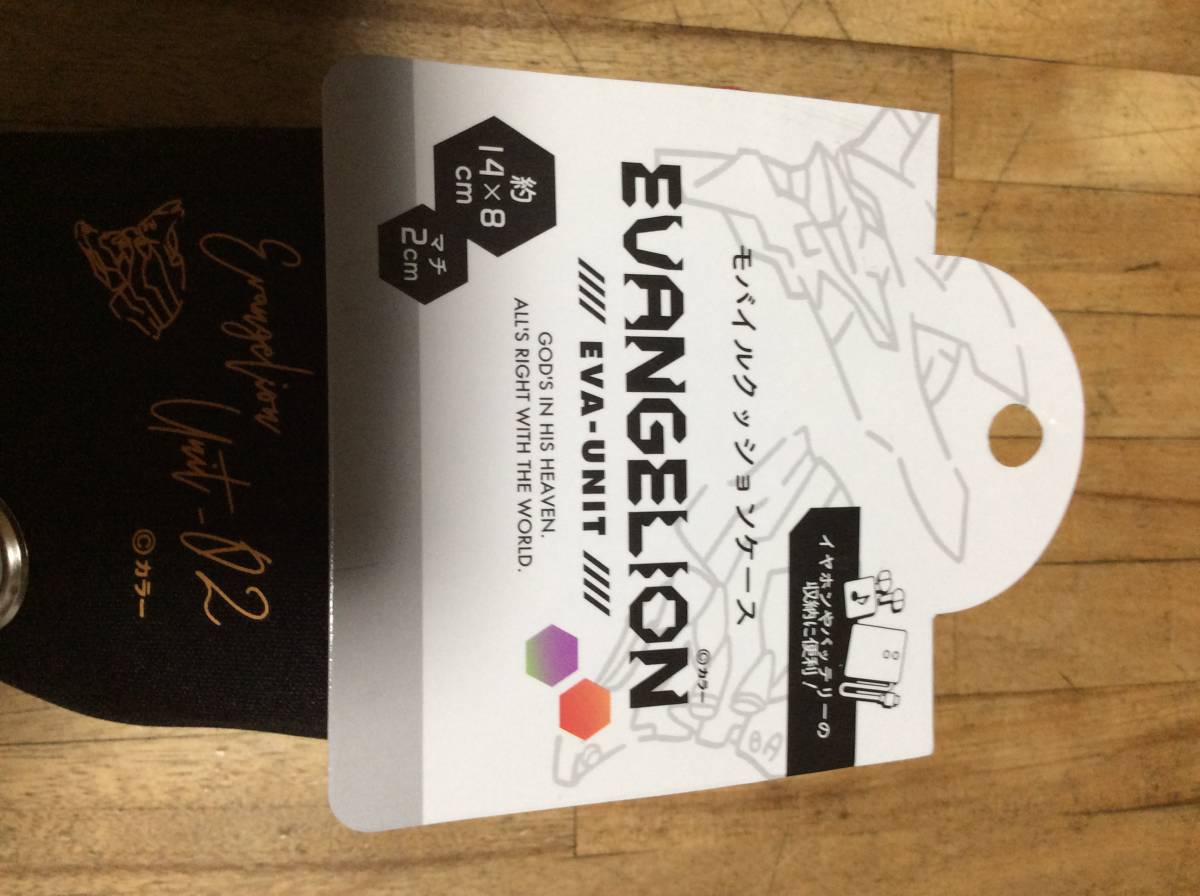 イヤホンやバッテリーの
収納に便利!
モバイルクッションケース
EVANGELION
©カラー
//// EVA-UNIT ////
GOD'S IN HIS HEAVEN.
ALL'S RIGHT WITH THE WORLD.
約
14×8
cm
マチ
2cm
Evangelion
Unit-02
©カラー